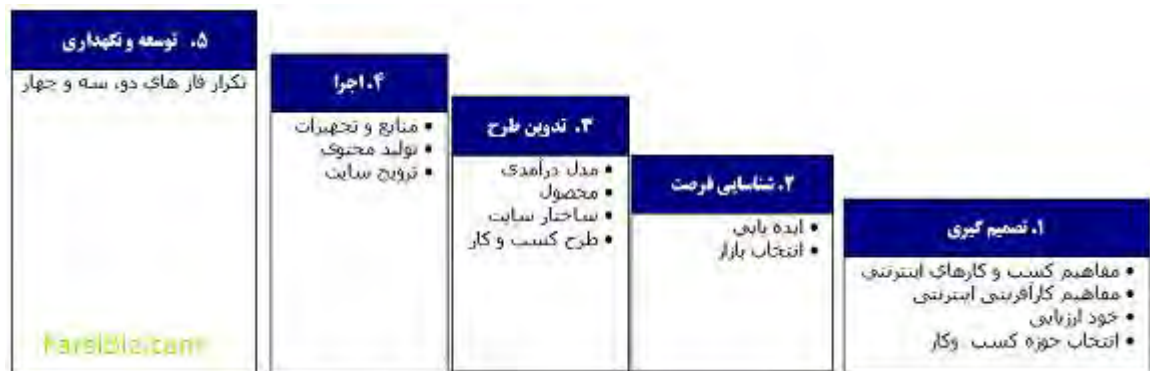 ۱. تصمیم گیری
• مفاهیم کسب و کارهای اینترنتی
• مفاهیم کارآفرینی اینترنتی
• خود ارزیابی
• انتخاب حوزه کسب وکار
۲. شناسایی فرصت
• ایده یابی
• انتخاب بازار
۳. تدوین طرح
• مدل درآمدی
• محصول
• ساختار سایت
• طرح کسب و کار
۴. اجرا
• منابع و تجهیزات
• تولید محتوی
• ترویج سایت
۵. توسعه و نگهداری
تکرار فاز های دو، سه و چهار